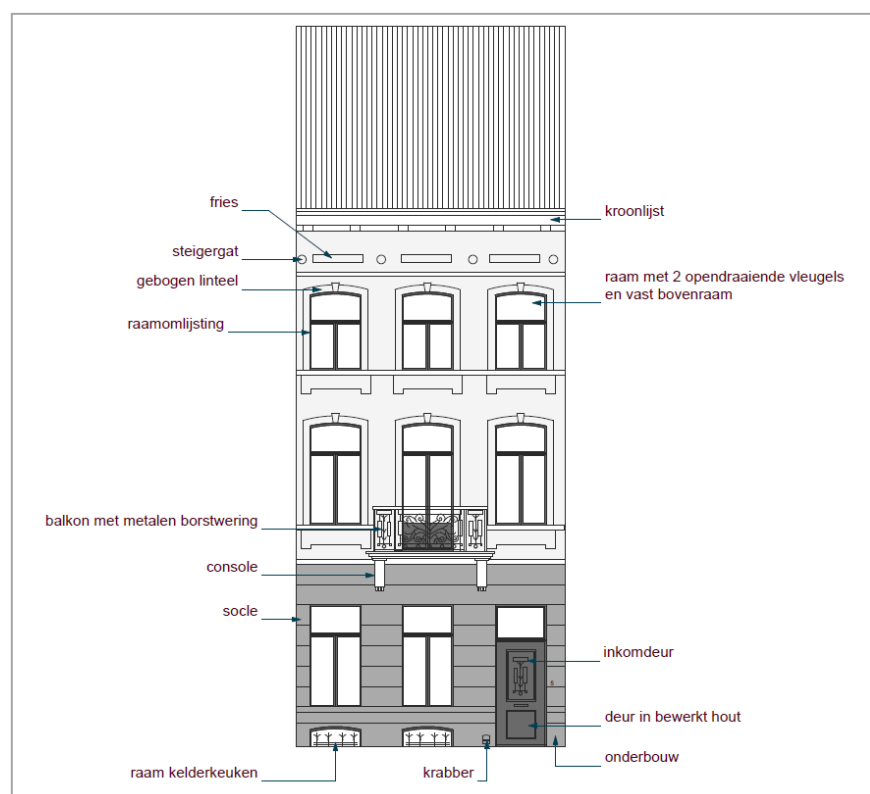 fries
kroonlijst
steigergat
gebogen linteel
raam met 2 opendraaiende vleugels
en vast bovenraam
raamomlijsting
balkon met metalen borstwering
console
socle
inkomdeur
deur in bewerkt hout
onderbouw
raam kelderkeuken
krabber